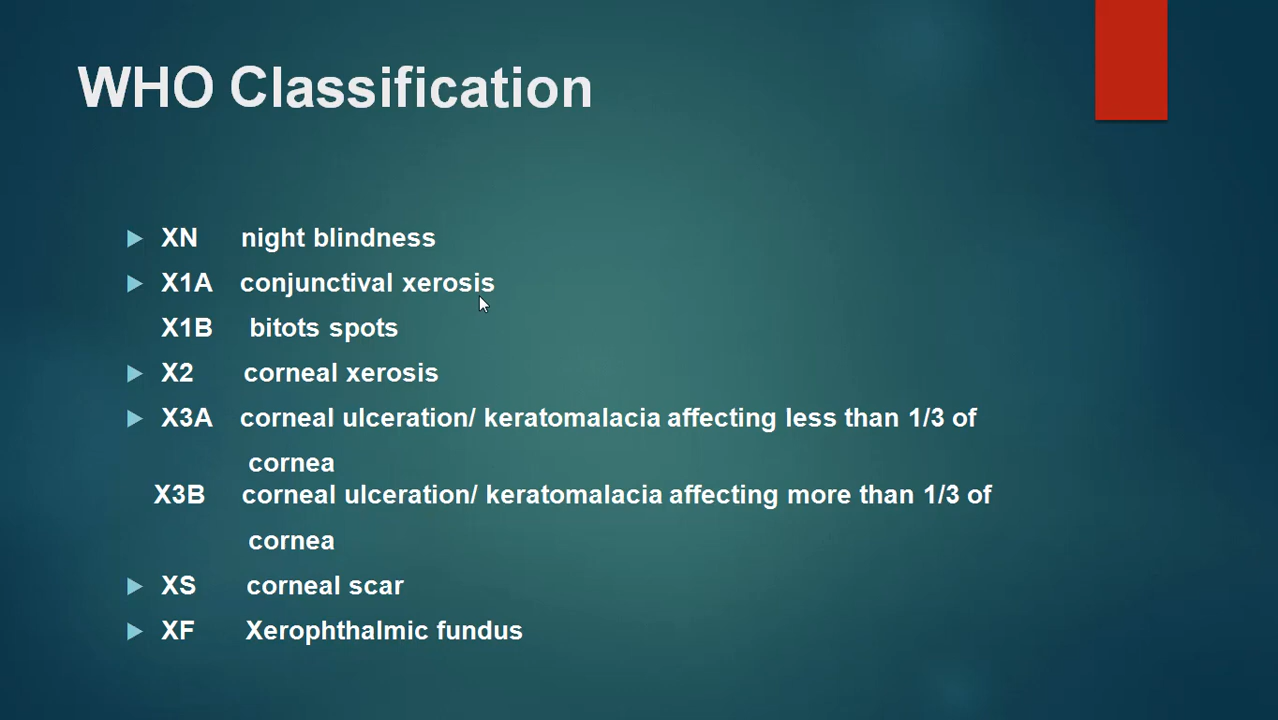 WHO Classification
XN night blindness
X1A conjunctival xerosis
X1B bitots spots
X2 corneal xerosis
X3A corneal ulceration/ keratomalacia affecting less than 1/3 of
cornea
X3B corneal ulceration/ keratomalacia affecting more than 1/3 of
cornea
XS corneal scar
XF Xerophthalmic fundus